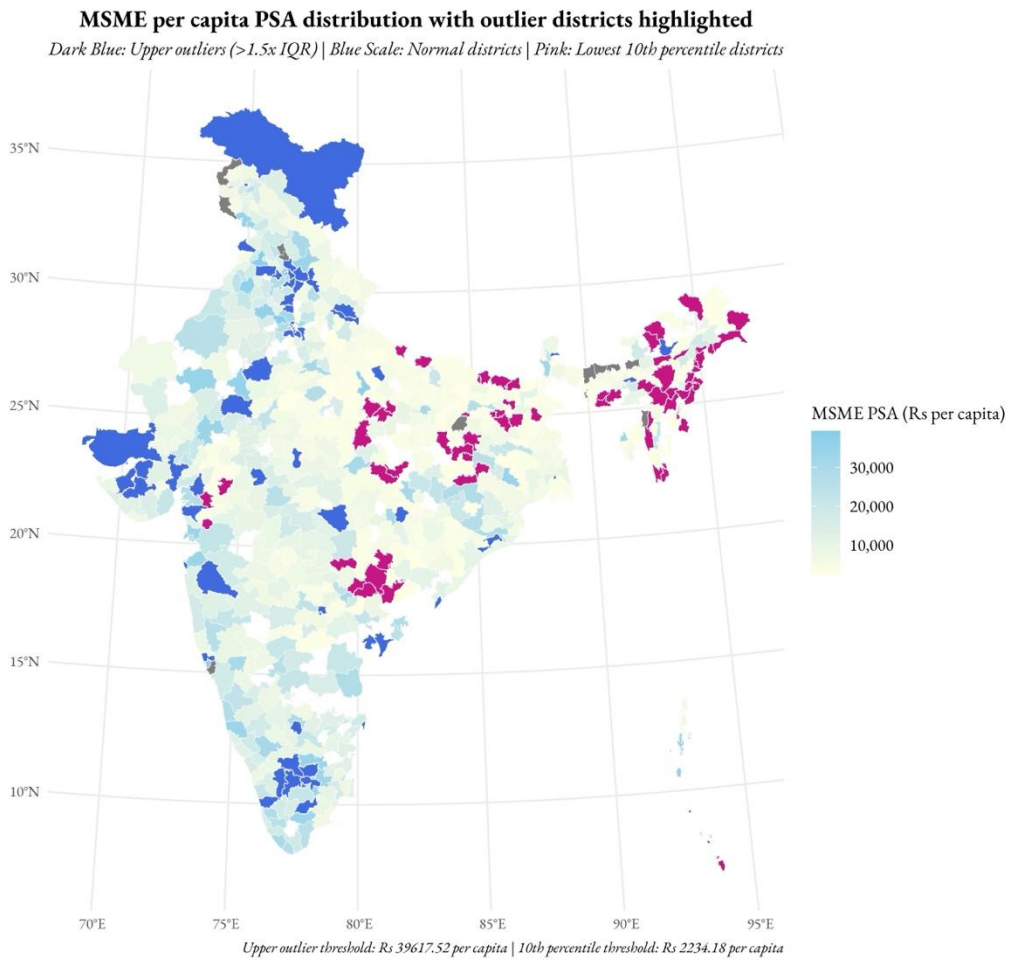 MSME per capita PSA distribution with outlier districts highlighted
Dark Blue: Upper outliers (>1.5x IQR) | Blue Scale: Normal districts | Pink: Lowest 10th percentile districts
35°N
30°N
25°N
20°N
15°N
10°N
MSME PSA (Rs per capita)
30,000
20,000
10,000
70°E
75°E
80°E
85°E
90°E
95°E
Upper outlier threshold: Rs 39617.52 per capita | 10th percentile threshold: Rs 2234.18 per capita